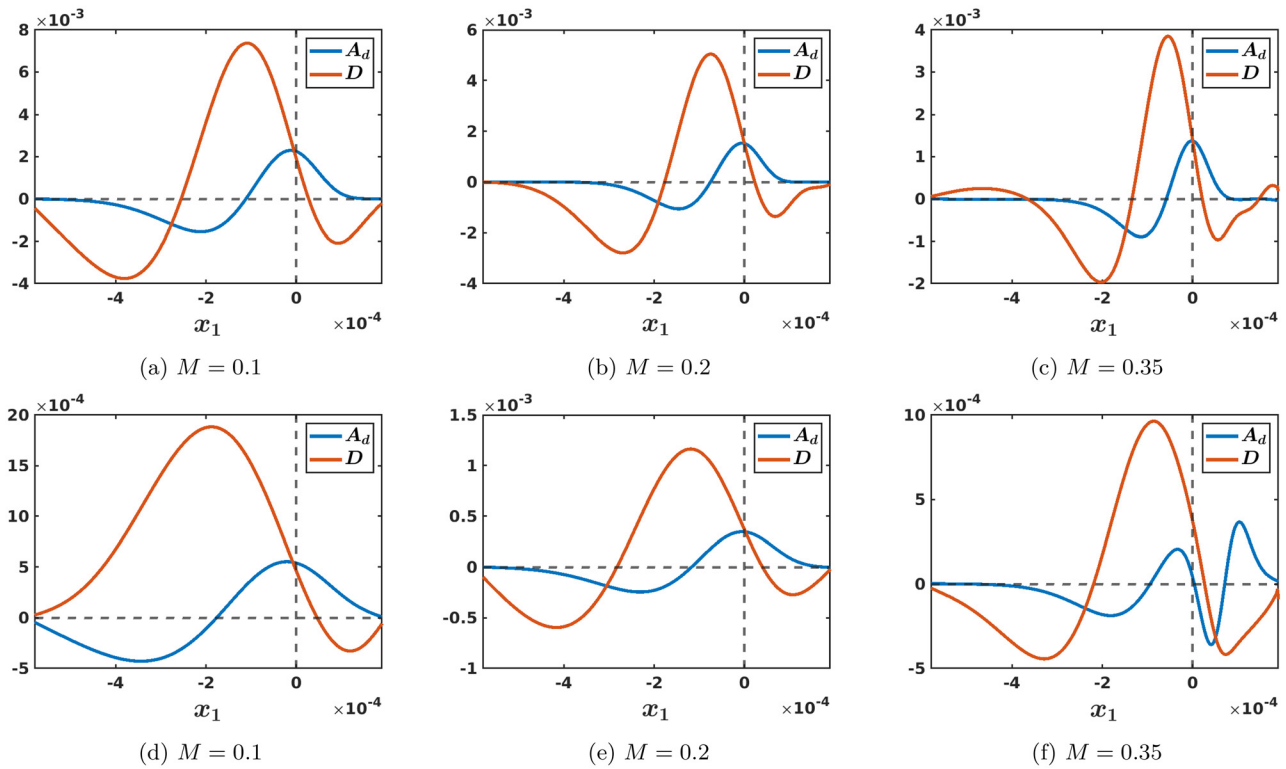 ×10⁻³
8
6
4
2
0
-2
-4
A_d
D
-4 -2 0
×10⁻⁴
x₁
(a) M = 0.1
×10⁻³
6
4
2
0
-2
-4
A_d
D
-4 -2 0
×10⁻⁴
x₁
(b) M = 0.2
×10⁻³
4
3
2
1
0
-1
-2
A_d
D
-4 -2 0
×10⁻⁴
x₁
(c) M = 0.35
×10⁻⁴
20
15
10
5
0
-5
A_d
D
-4 -2 0
×10⁻⁴
x₁
(d) M = 0.1
×10⁻³
1.5
1
0.5
0
-0.5
-1
A_d
D
-4 -2 0
×10⁻⁴
x₁
(e) M = 0.2
×10⁻⁴
10
5
0
-5
A_d
D
-4 -2 0
×10⁻⁴
x₁
(f) M = 0.35